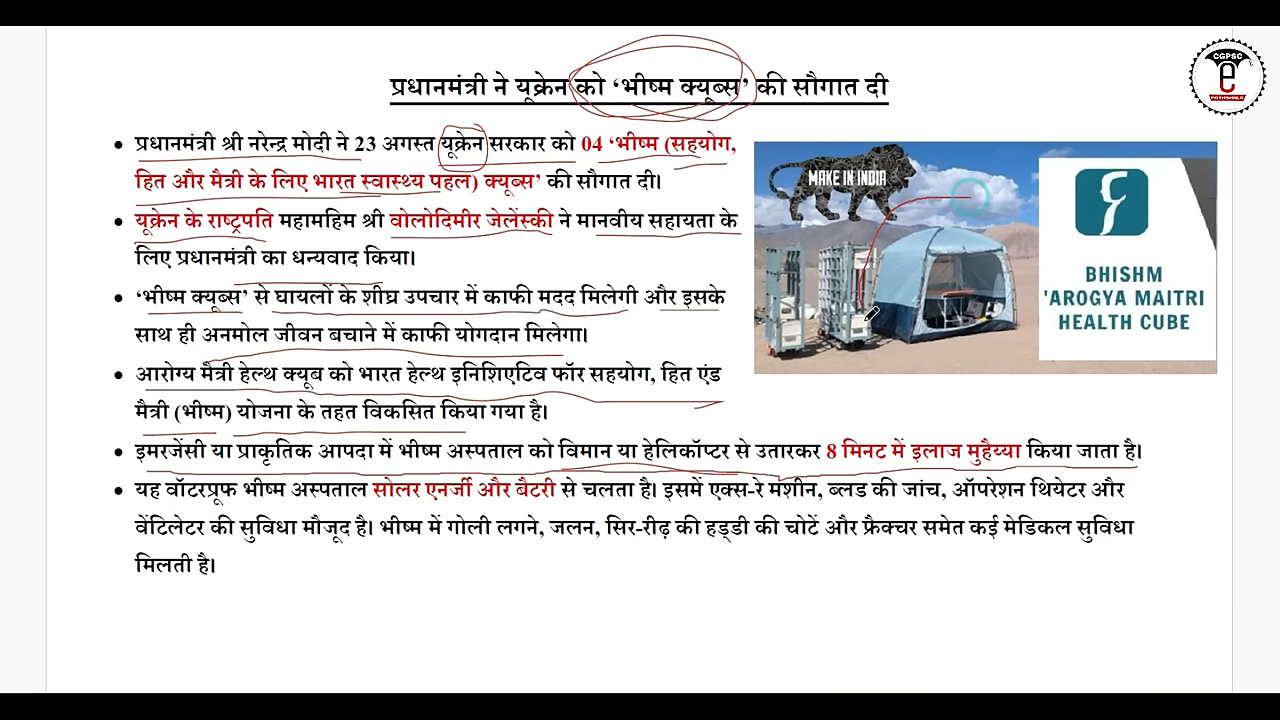 प्रधानमंत्री ने यूक्रेन को ‘भीष्म क्यूब्स’ की सौगात दी
• प्रधानमंत्री श्री नरेन्द्र मोदी ने 23 अगस्त यूक्रेन सरकार को 04 ‘भीष्म (सहयोग,
हित और मैत्री के लिए भारत स्वास्थ्य पहल) क्यूब्स’ की सौगात दी।
• यूक्रेन के राष्ट्रपति महामहिम श्री वोलोदिमीर जेलेंस्की ने मानवीय सहायता के
लिए प्रधानमंत्री का धन्यवाद किया।
• ‘भीष्म क्यूब्स’ से घायलों के शीघ्र उपचार में काफी मदद मिलेगी और इसके
साथ ही अनमोल जीवन बचाने में काफी योगदान मिलेगा।
• आरोग्य मैत्री हेल्थ क्यूब को भारत हेल्थ इनिशिएटिव फॉर सहयोग, हित एंड
मैत्री (भीष्म) योजना के तहत विकसित किया गया है।
• इमरजेंसी या प्राकृतिक आपदा में भीष्म अस्पताल को विमान या हेलिकॉप्टर से उतारकर 8 मिनट में इलाज मुहैय्या किया जाता है।
• यह वॉटरप्रूफ भीष्म अस्पताल सोलर एनर्जी और बैटरी से चलता है। इसमें एक्स-रे मशीन, ब्लड की जांच, ऑपरेशन थियेटर और
वेंटिलेटर की सुविधा मौजूद है। भीष्म में गोली लगने, जलन, सिर-रीढ़ की हड्डी की चोटें और फ्रैक्चर समेत कई मेडिकल सुविधा
मिलती है।
MAKE IN INDIA
BHISHM
'AROGYA MAITRI
HEALTH CUBE
CGPSC
e
PATHSHALA